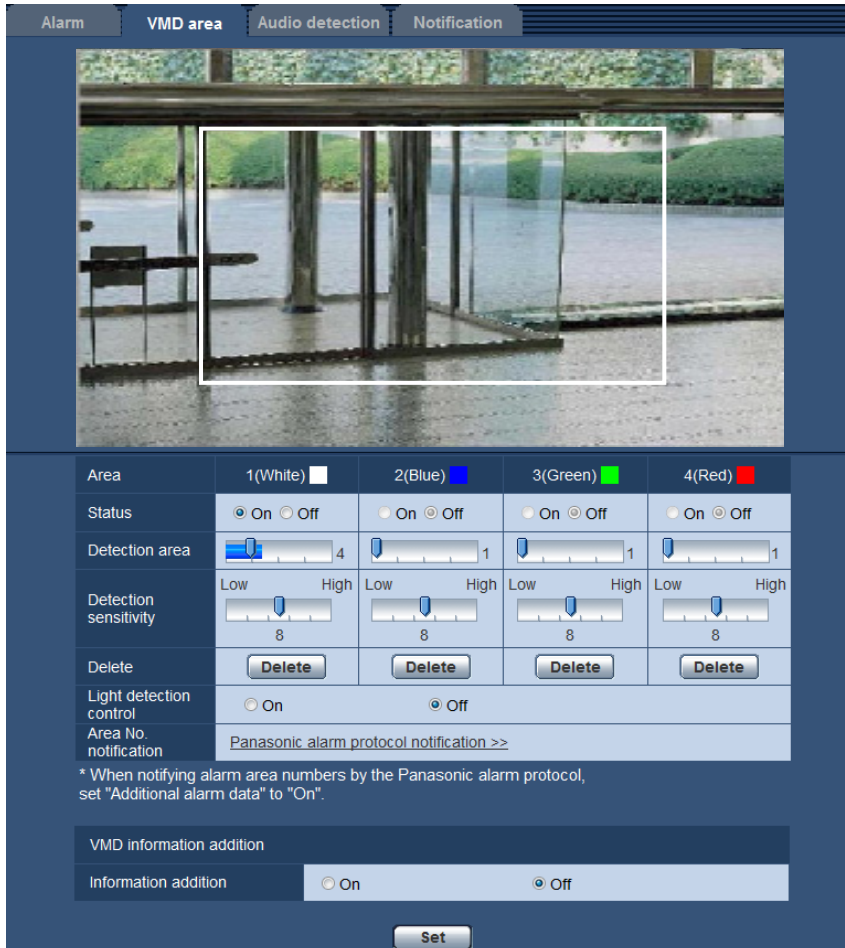 Alarm VMD area Audio detection Notification
Area 1(White) 2(Blue) 3(Green) 4(Red)
Status On Off On Off On Off On Off
Detection area 4 1 1 1
Detection sensitivity Low High Low High Low High Low High
8 8 8 8
Delete Delete Delete Delete Delete
Light detection control On Off
Area No. notification Panasonic alarm protocol notification >>
* When notifying alarm area numbers by the Panasonic alarm protocol,
set "Additional alarm data" to "On".
VMD information addition
Information addition On Off
Set